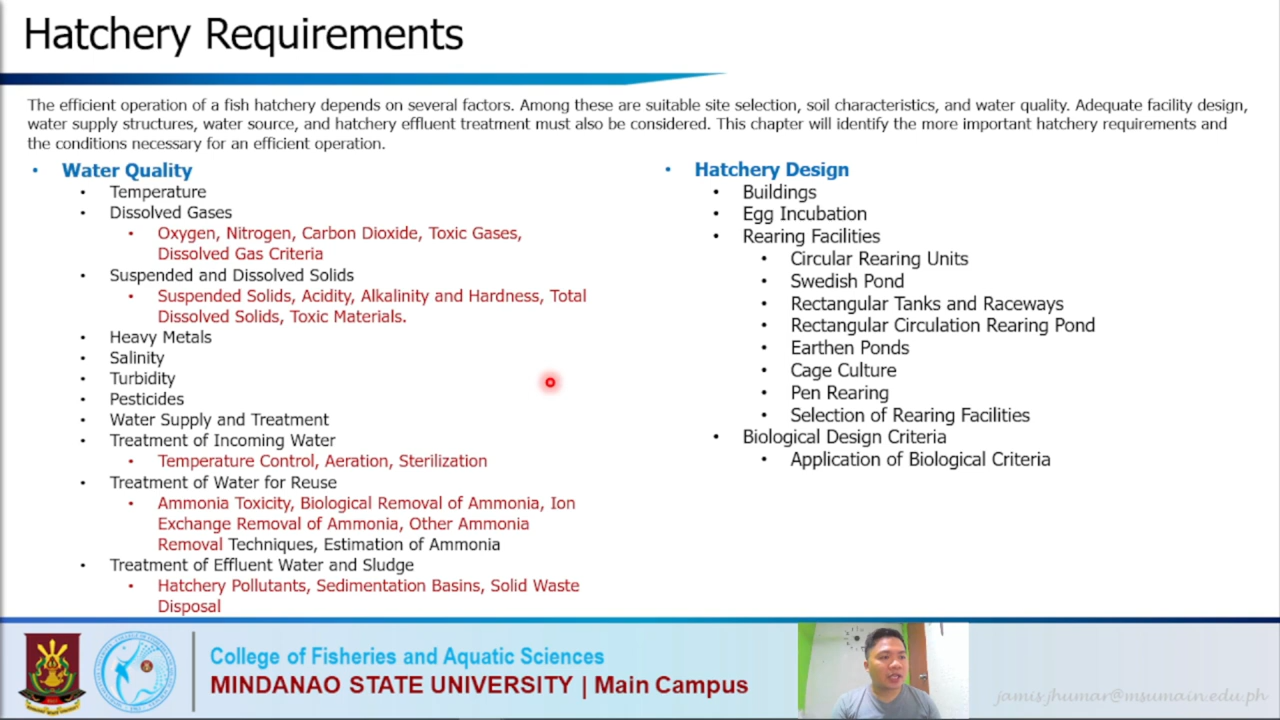 Hatchery Requirements
The efficient operation of a fish hatchery depends on several factors. Among these are suitable site selection, soil characteristics, and water quality. Adequate facility design,
water supply structures, water source, and hatchery effluent treatment must also be considered. This chapter will identify the more important hatchery requirements and
the conditions necessary for an efficient operation.
• Water Quality
• Temperature
• Dissolved Gases
• Oxygen, Nitrogen, Carbon Dioxide, Toxic Gases,
Dissolved Gas Criteria
• Suspended and Dissolved Solids
• Suspended Solids, Acidity, Alkalinity and Hardness, Total
Dissolved Solids, Toxic Materials.
• Heavy Metals
• Salinity
• Turbidity
• Pesticides
• Water Supply and Treatment
• Treatment of Incoming Water
• Temperature Control, Aeration, Sterilization
• Treatment of Water for Reuse
• Ammonia Toxicity, Biological Removal of Ammonia, Ion
Exchange Removal of Ammonia, Other Ammonia
Removal Techniques, Estimation of Ammonia
• Treatment of Effluent Water and Sludge
• Hatchery Pollutants, Sedimentation Basins, Solid Waste
Disposal
• Hatchery Design
• Buildings
• Egg Incubation
• Rearing Facilities
• Circular Rearing Units
• Swedish Pond
• Rectangular Tanks and Raceways
• Rectangular Circulation Rearing Pond
• Earthen Ponds
• Cage Culture
• Pen Rearing
• Selection of Rearing Facilities
• Biological Design Criteria
• Application of Biological Criteria
College of Fisheries and Aquatic Sciences
MINDANAO STATE UNIVERSITY | Main Campus
jamis.jhumar@msumain.edu.ph